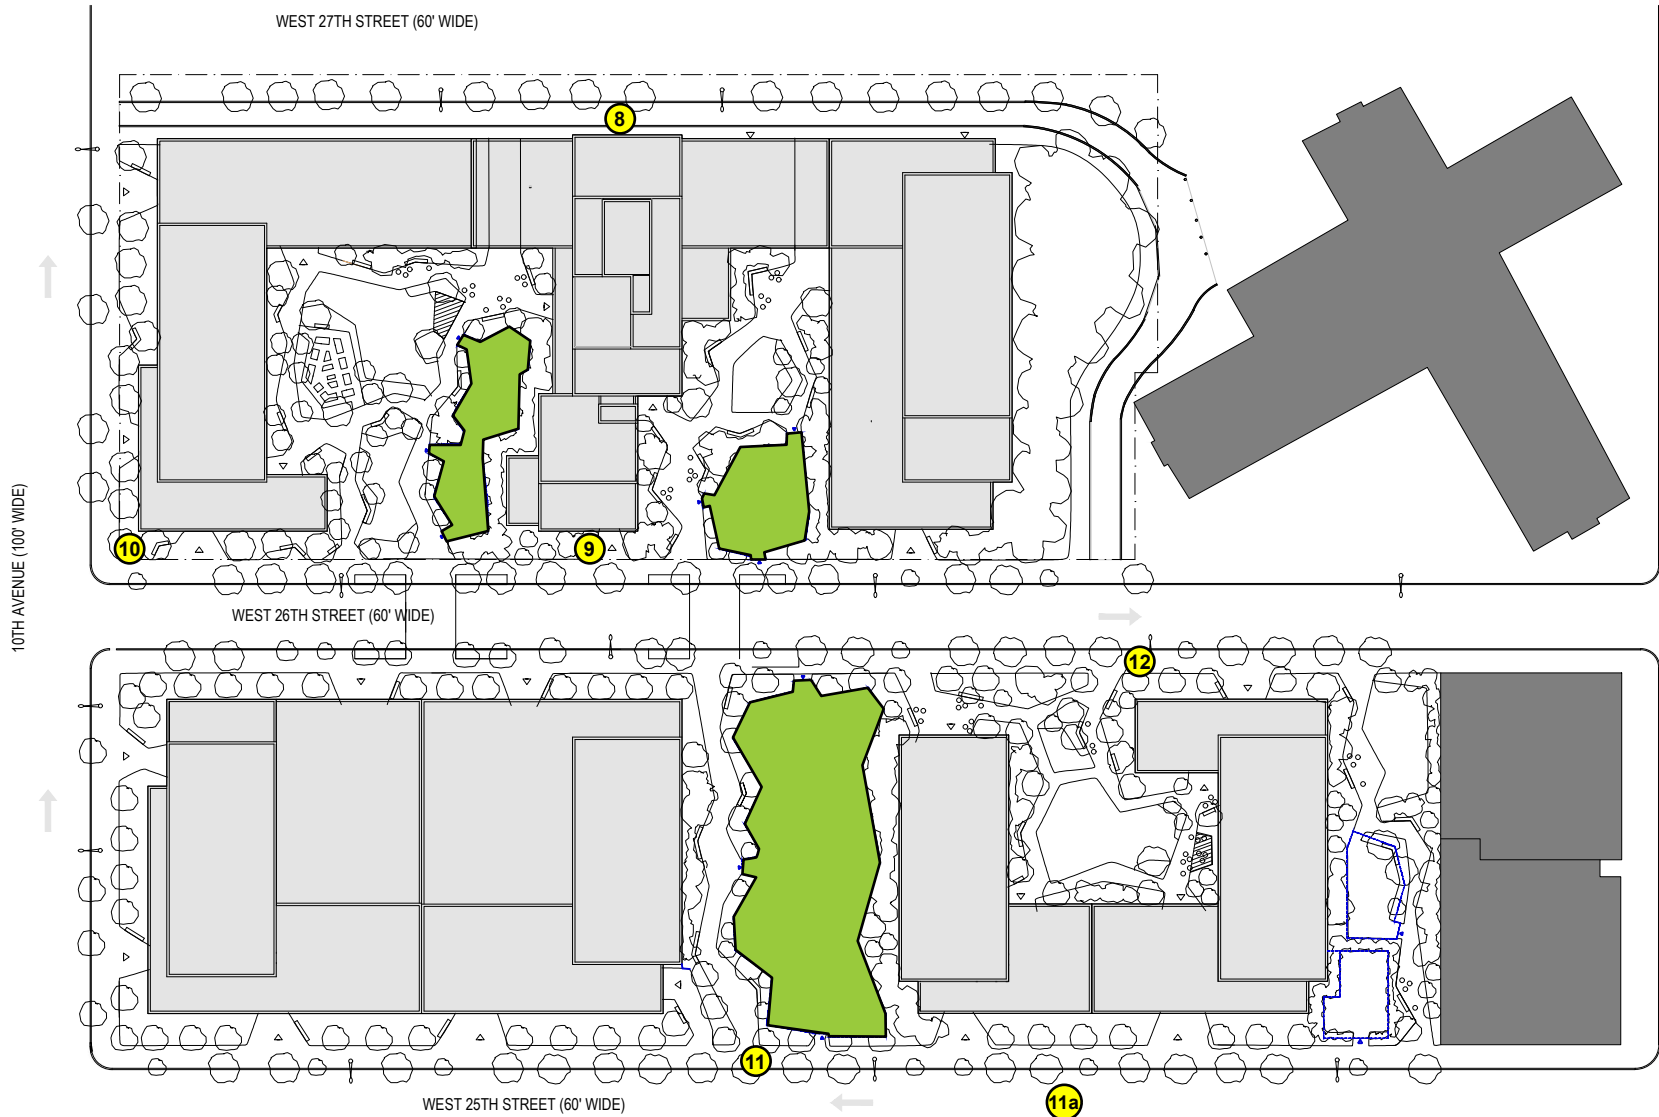 WEST 27TH STREET (60' WIDE)
8
10TH AVENUE (100' WIDE)
10
9
WEST 26TH STREET (60' WIDE)
12
11
11a
WEST 25TH STREET (60' WIDE)